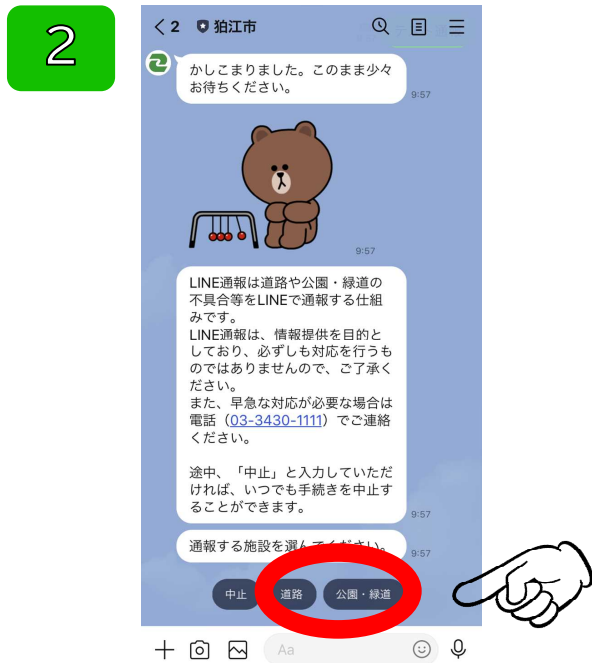 2
2 狛江市
かしこまりました。このまま少々
お待ちください。
9:57
9:57
LINE通報は道路や公園・緑道の
不具合等をLINEで通報する仕組
みです。
LINE通報は、情報提供を目的と
しており、必ずしも対応を行うも
のではありませんので、ご了承く
ださい。
また、早急な対応が必要な場合は
電話（03-3430-1111）でご連絡
ください。
途中、「中止」と入力していただ
ければ、いつでも手続きを中止す
ることができます。
9:57
通報する施設を選んでください。
9:57
中止 道路 公園・緑道
Aa